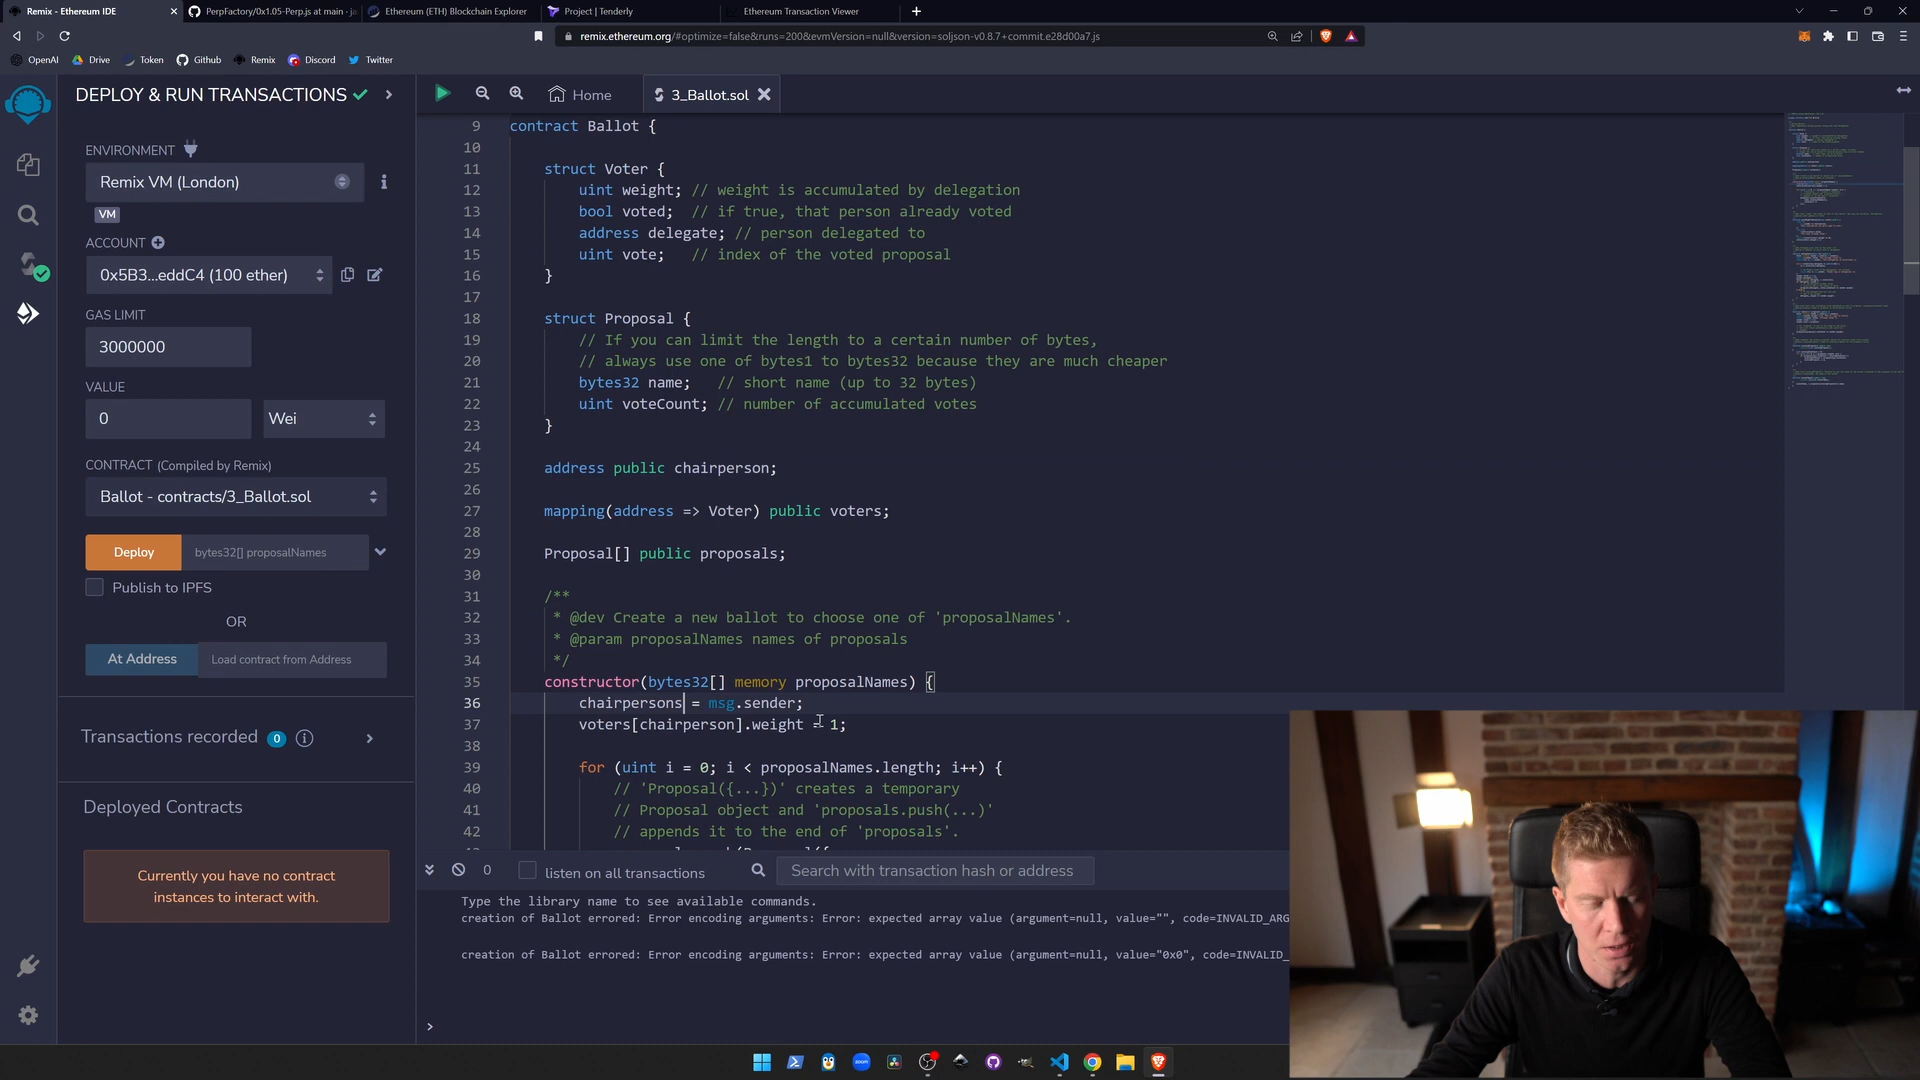 Remix - Ethereum IDE
PerpFactory/0x1.05-Perp.js at main · ja
Ethereum (ETH) Blockchain Explorer
Project | Tenderly
Ethereum Transaction Viewer
remix.ethereum.org/#optimize=false&runs=200&evmVersion=null&version=soljson-v0.8.7+commit.e28d00a7.js
OpenAI
Drive
Token
Github
Remix
Discord
Twitter
DEPLOY & RUN TRANSACTIONS
ENVIRONMENT
Remix VM (London)
VM
ACCOUNT
0x5B3...eddC4 (100 ether)
GAS LIMIT
3000000
VALUE
0
Wei
CONTRACT (Compiled by Remix)
Ballot - contracts/3_Ballot.sol
Deploy
bytes32[] proposalNames
Publish to IPFS
OR
At Address
Load contract from Address
Transactions recorded 0 i
Deployed Contracts
Currently you have no contract
instances to interact with.
Home
3_Ballot.sol
9 contract Ballot {
10
11 struct Voter {
12 uint weight; // weight is accumulated by delegation
13 bool voted; // if true, that person already voted
14 address delegate; // person delegated to
15 uint vote; // index of the voted proposal
16 }
17
18 struct Proposal {
19 // If you can limit the length to a certain number of bytes,
20 // always use one of bytes1 to bytes32 because they are much cheaper
21 bytes32 name; // short name (up to 32 bytes)
22 uint voteCount; // number of accumulated votes
23 }
24
25 address public chairperson;
26
27 mapping(address => Voter) public voters;
28
29 Proposal[] public proposals;
30
31 /**
32 * @dev Create a new ballot to choose one of 'proposalNames'.
33 * @param proposalNames names of proposals
34 */
35 constructor(bytes32[] memory proposalNames) {
36 chairpersons = msg.sender;
37 voters[chairperson].weight = 1;
38
39 for (uint i = 0; i < proposalNames.length; i++) {
40 // 'Proposal({...})' creates a temporary
41 // Proposal object and 'proposals.push(...)'
42 // appends it to the end of 'proposals'.
0
listen on all transactions
Search with transaction hash or address
Type the library name to see available commands.
creation of Ballot errored: Error encoding arguments: Error: expected array value (argument=null, value="", code=INVALID_ARG
creation of Ballot errored: Error encoding arguments: Error: expected array value (argument=null, value="0x0", code=INVALID_
>
zoom